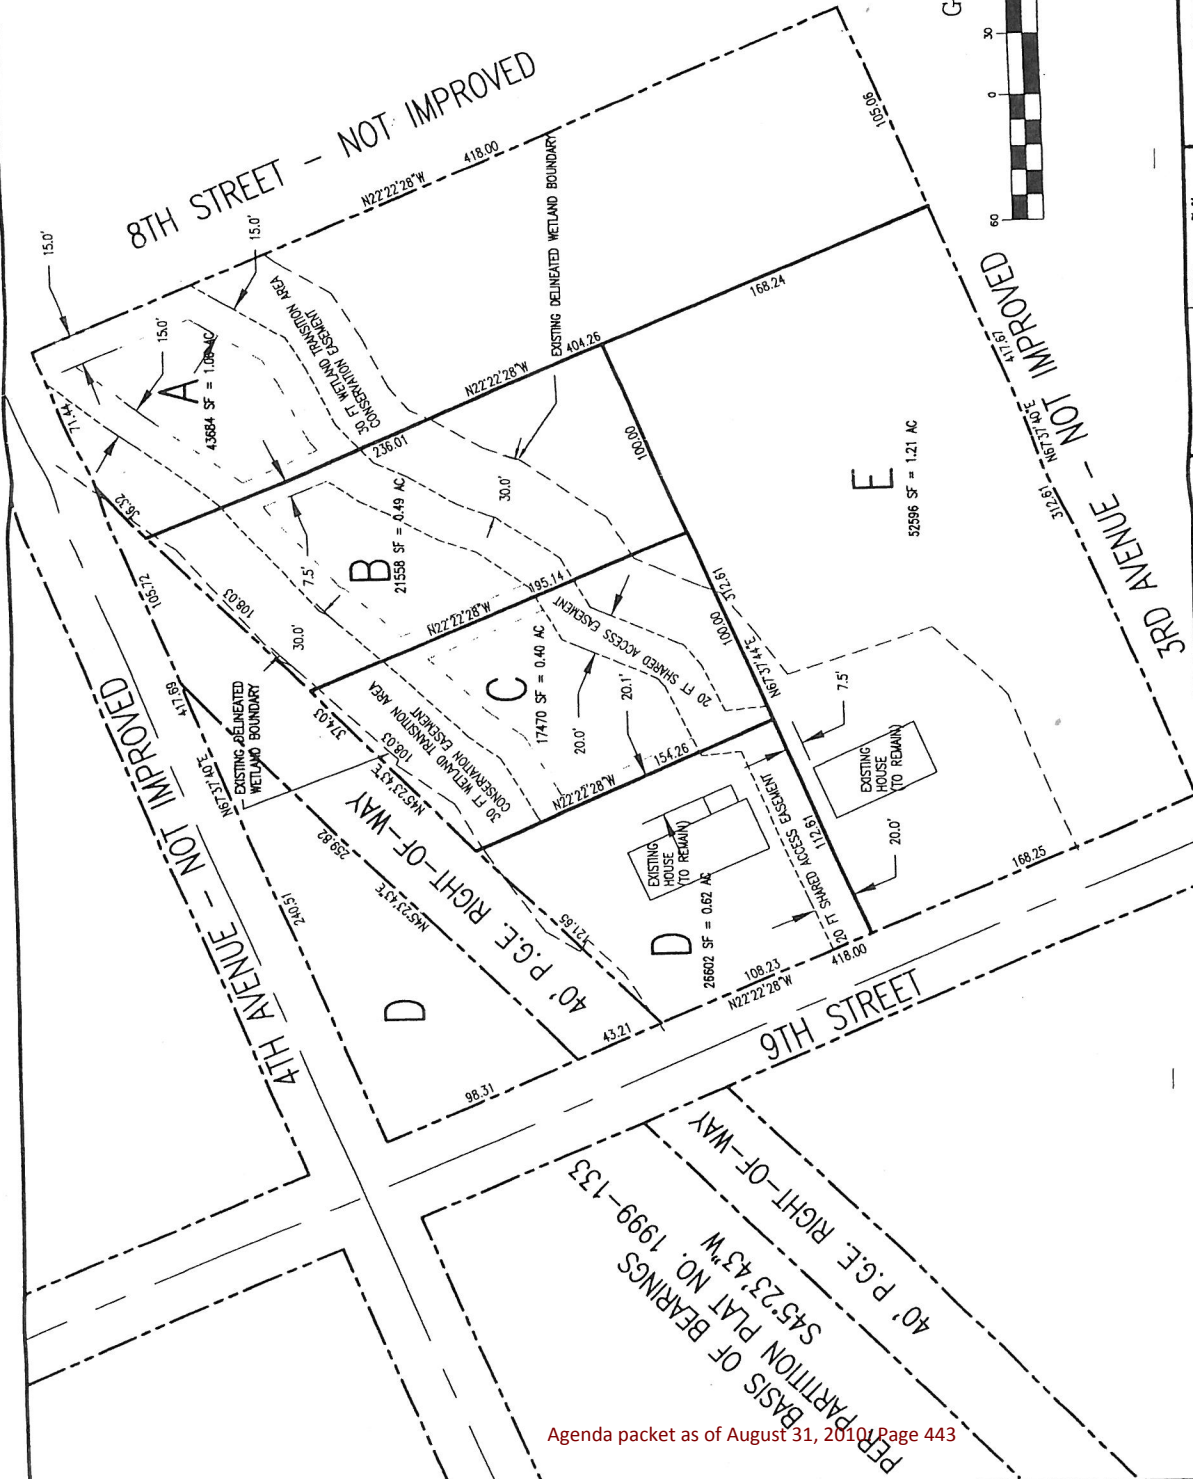 8TH STREET - NOT IMPROVED
15.0'
15.0'
15.0'
15.0'
N22°22'28"W
418.00
105.06
G
30
0
60
30 FT WETLAND TRANSITION AREA
CONSERVATION EASEMENT
EXISTING DELINEATED WETLAND BOUNDARY
A
43684 SF = 1.00 AC
71.44
36.32
236.01
N22°22'28"W
404.26
168.24
B
21558 SF = 0.49 AC
7.5'
30.0'
30.0'
100.00
105.72
108.03
N22°22'28"W
195.14
C
17470 SF = 0.40 AC
20 FT SHARED ACCESS EASEMENT
20.0'
20.1'
100.00
312.61
N67°37'44"E
E
52596 SF = 1.21 AC
417.67
N67°37'40"E
312.61
3RD AVENUE - NOT IMPROVED
4TH AVENUE - NOT IMPROVED
417.69
N67°37'40"E
240.51
EXISTING DELINEATED
WETLAND BOUNDARY
374.03
108.03
N45°23'43"E
30 FT WETLAND TRANSITION AREA
CONSERVATION EASEMENT
N22°22'28"W
154.26
259.82
N45°23'43"E
40' P.G.E. RIGHT-OF-WAY
121.65
EXISTING
HOUSE
(TO REMAIN)
D
26602 SF = 0.62 AC
20 FT SHARED ACCESS EASEMENT
112.61
7.5'
EXISTING
HOUSE
(TO REMAIN)
20.0'
168.25
D
98.31
43.21
108.23
N22°22'28"W
418.00
9TH STREET
40' P.G.E. RIGHT-OF-WAY
BASIS OF BEARINGS
PER PARTITION PLAT NO. 1999-133
S45°23'43"W
Agenda packet as of August 31, 2010, Page 443